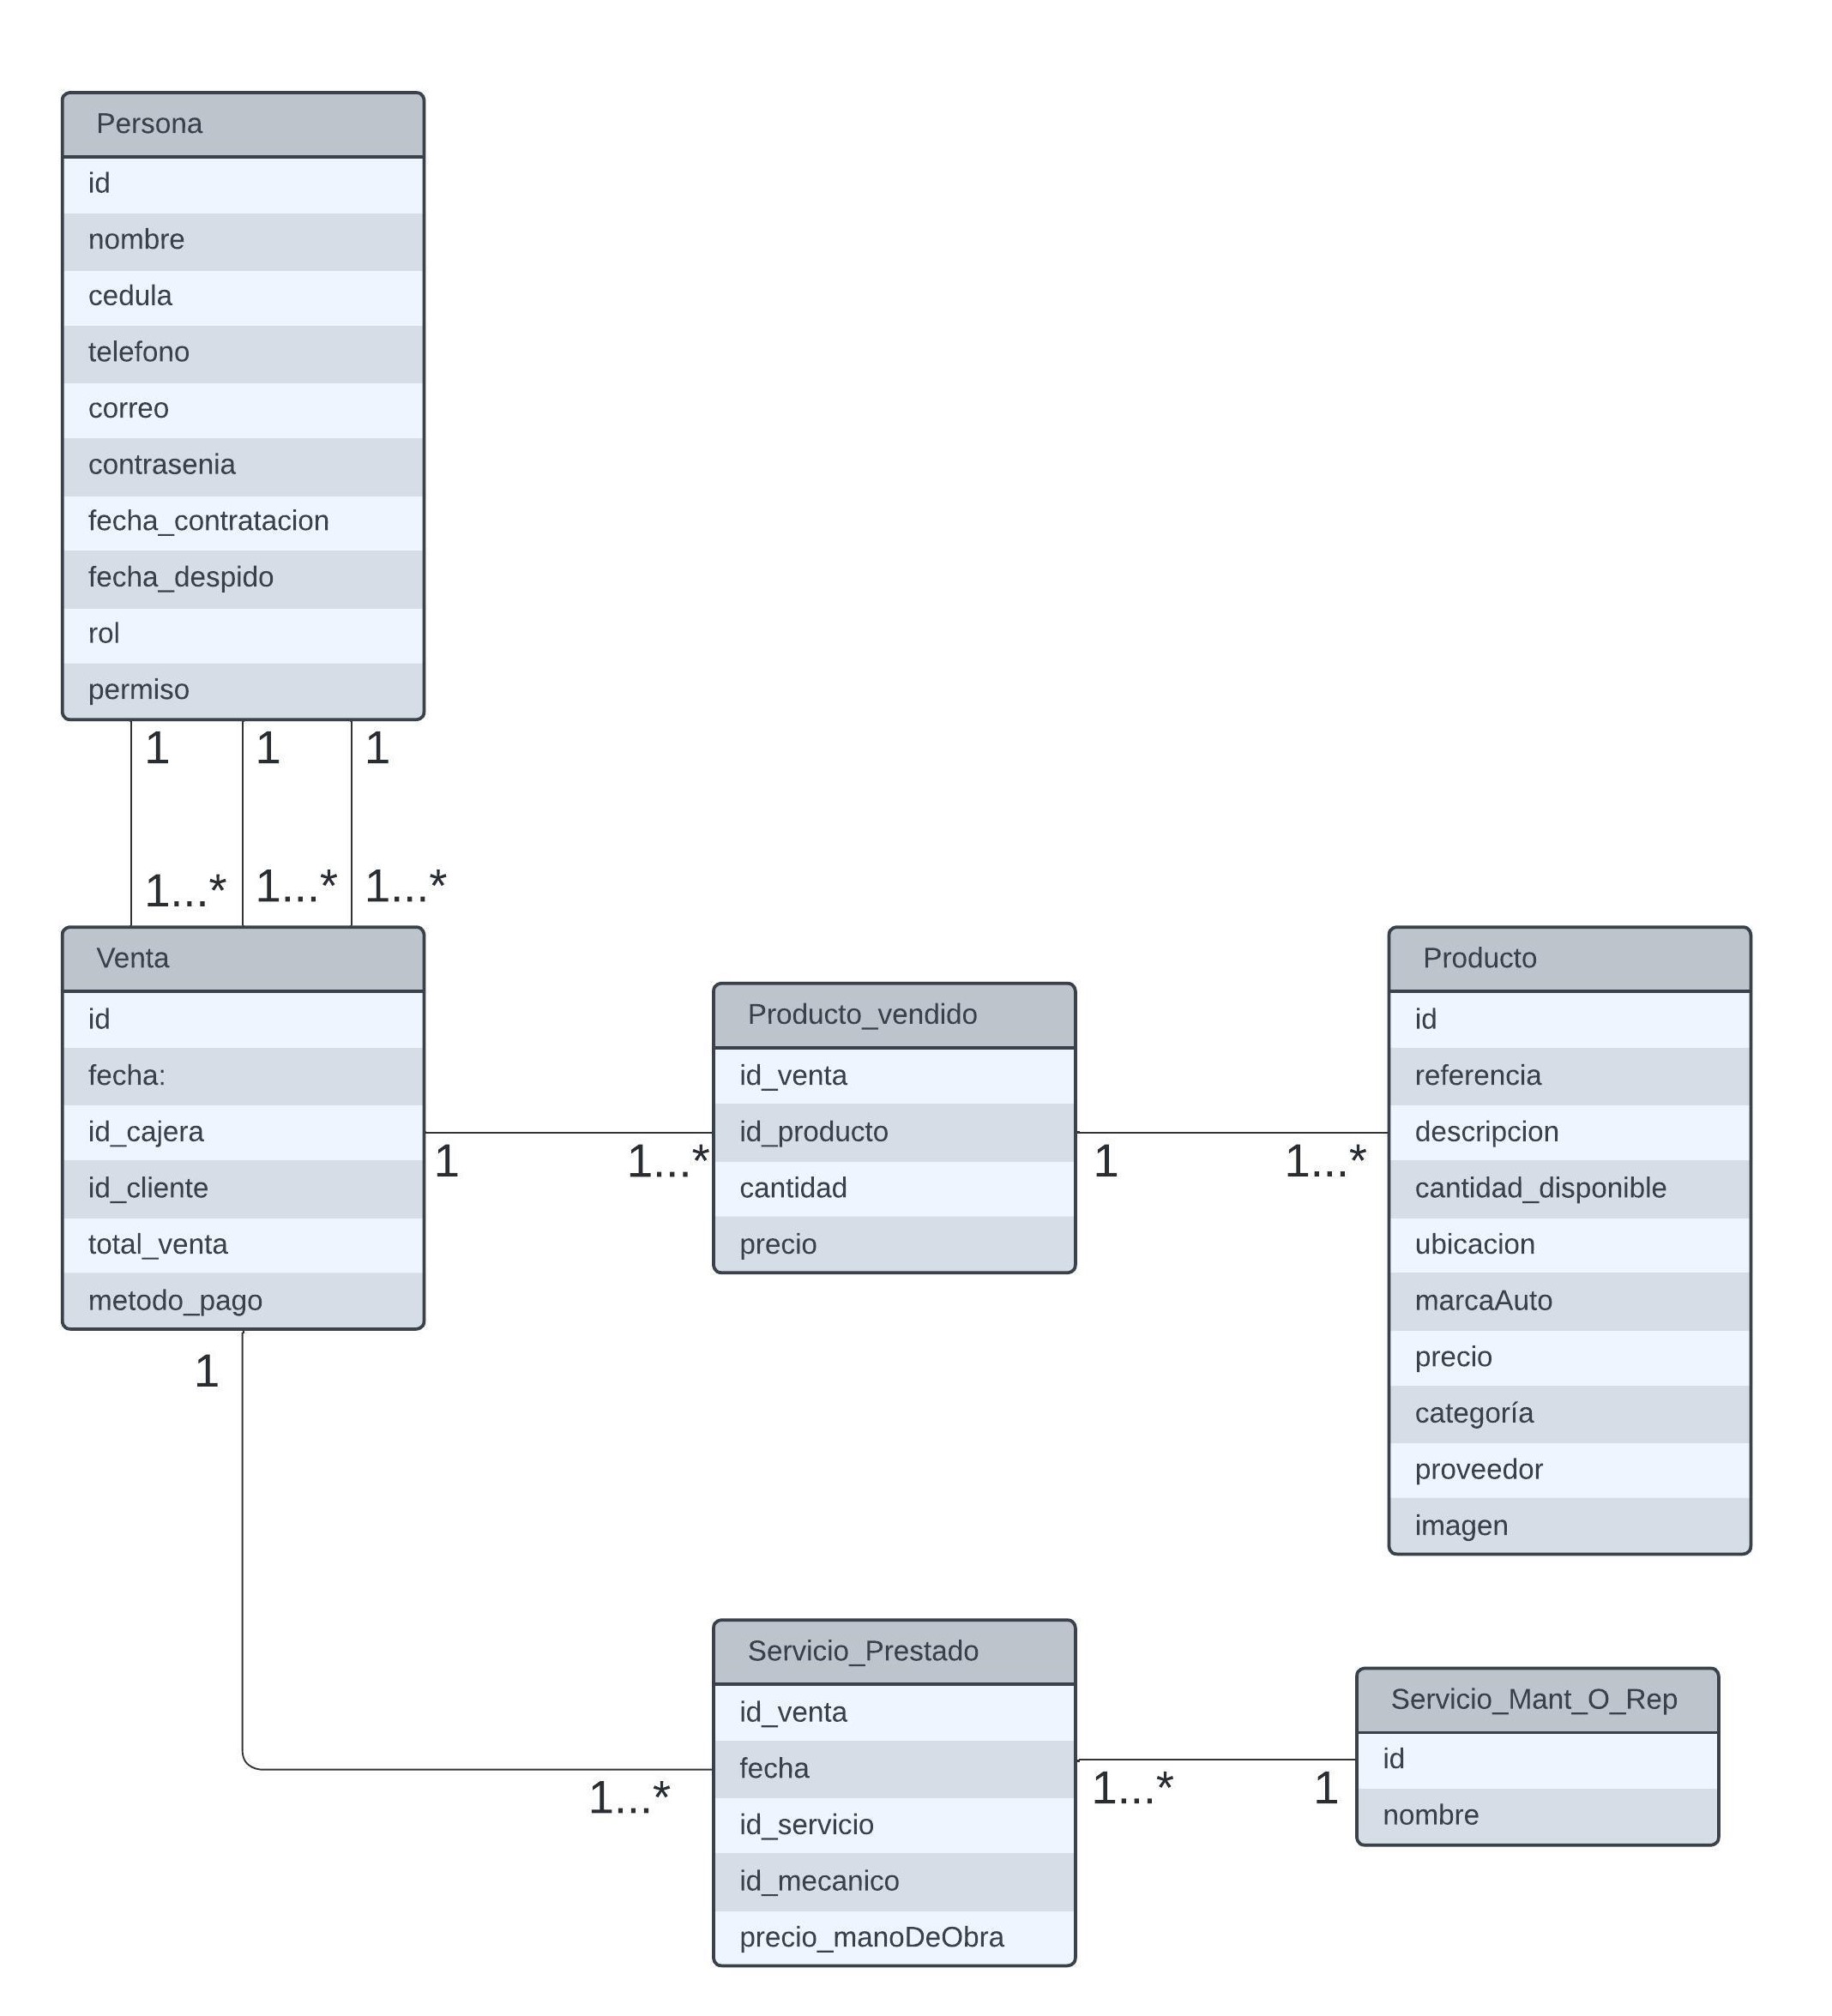 Persona
id
nombre
cedula
telefono
correo
contrasenia
fecha_contratacion
fecha_despido
rol
permiso
1 1 1
1...* 1...* 1...*
Venta
id
fecha:
id_cajera
id_cliente
total_venta
metodo_pago
1
1...*
Producto_vendido
id_venta
id_producto
cantidad
precio
1
1...*
Producto
id
referencia
descripcion
cantidad_disponible
ubicacion
marcaAuto
precio
categoría
proveedor
imagen
1
1...*
Servicio_Prestado
id_venta
fecha
id_servicio
id_mecanico
precio_manoDeObra
1...*
1
Servicio_Mant_O_Rep
id
nombre